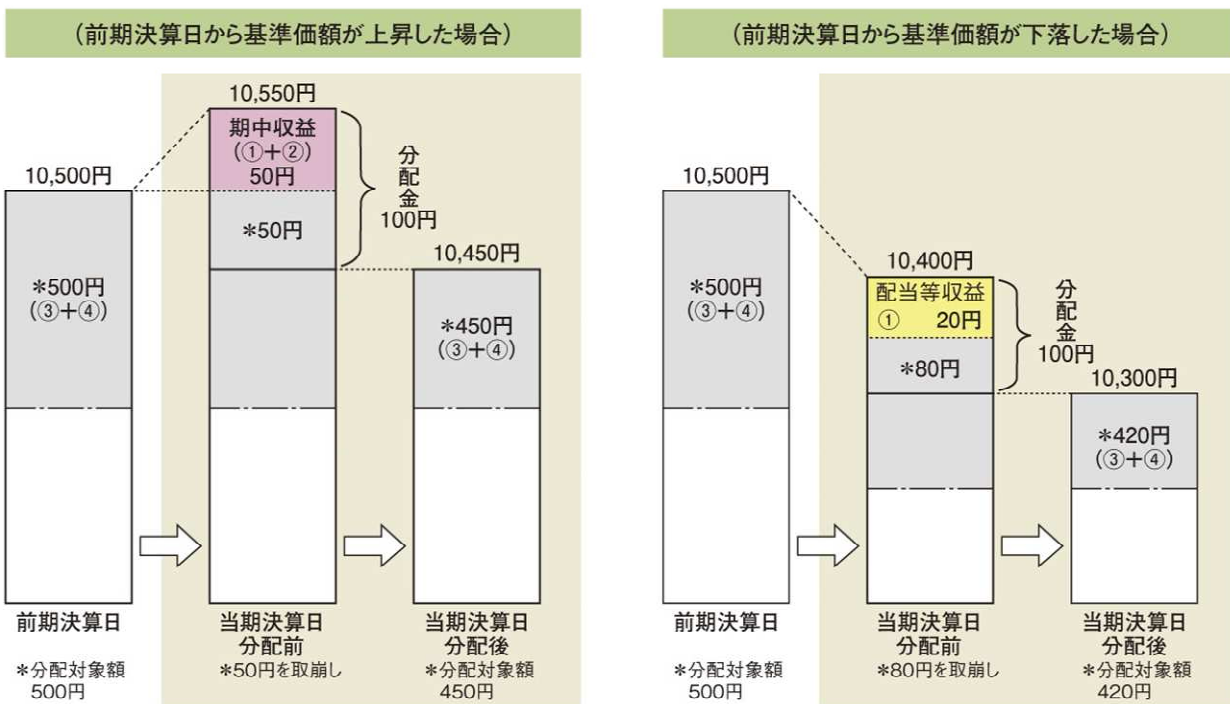 (前期決算日から基準価額が上昇した場合)
10,500円
*500円
(③+④)
前期決算日
*分配対象額
500円
10,550円
期中収益
(①+②)
50円
*50円
分配金
100円
当期決算日
分配前
*50円を取崩し
10,450円
*450円
(③+④)
当期決算日
分配後
*分配対象額
450円
(前期決算日から基準価額が下落した場合)
10,500円
*500円
(③+④)
前期決算日
*分配対象額
500円
10,400円
配当等収益
① 20円
*80円
分配金
100円
当期決算日
分配前
*80円を取崩し
10,300円
*420円
(③+④)
当期決算日
分配後
*分配対象額
420円